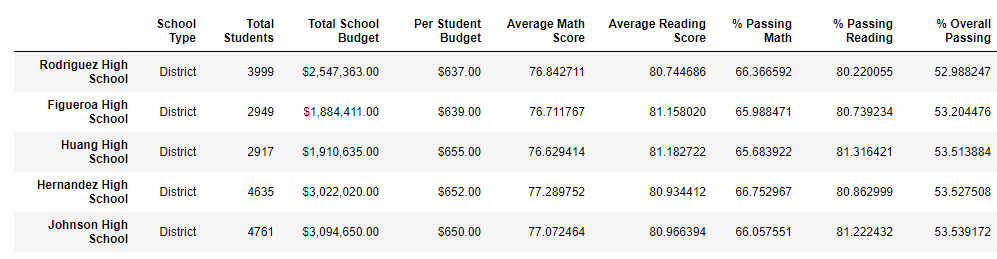 School Type Total Students Total School Budget Per Student Budget Average Math Score Average Reading Score % Passing Math % Passing Reading % Overall Passing
Rodriguez High School District 3999 $2,547,363.00 $637.00 76.842711 80.744686 66.366592 80.220055 52.988247
Figueroa High School District 2949 $1,884,411.00 $639.00 76.711767 81.158020 65.988471 80.739234 53.204476
Huang High School District 2917 $1,910,635.00 $655.00 76.629414 81.182722 65.683922 81.316421 53.513884
Hernandez High School District 4635 $3,022,020.00 $652.00 77.289752 80.934412 66.752967 80.862999 53.527508
Johnson High School District 4761 $3,094,650.00 $650.00 77.072464 80.966394 66.057551 81.222432 53.539172